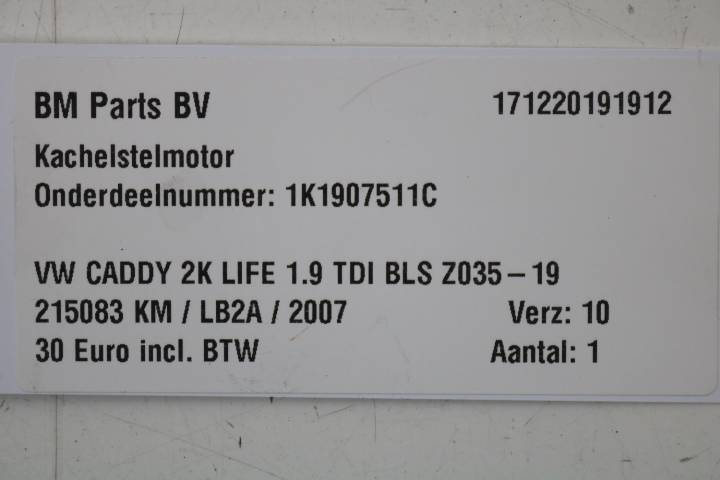 BM Parts BV 171220191912
Kachelstelmotor
Onderdeelnummer: 1K1907511C
VW CADDY 2K LIFE 1.9 TDI BLS Z035 – 19
215083 KM / LB2A / 2007 Verz: 10
30 Euro incl. BTW Aantal: 1